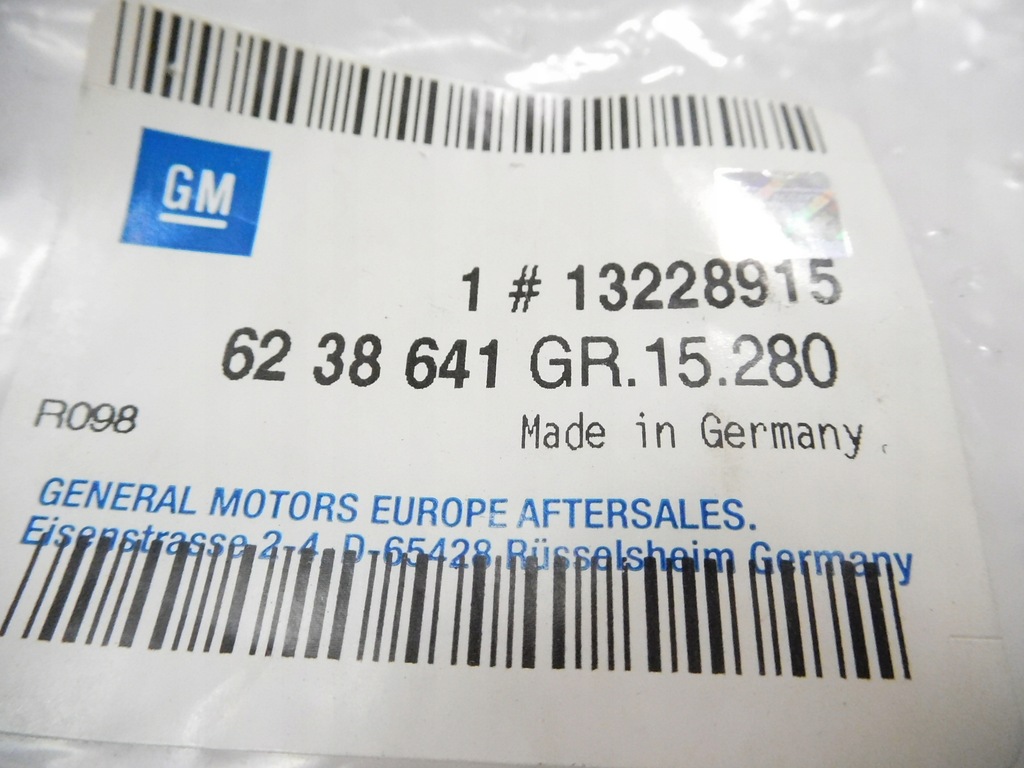 GM
1 # 13228915
62 38 641 GR.15.280
R098
Made in Germany
GENERAL MOTORS EUROPE AFTERSALES.
Eisenstrasse 2-4, D-65428 Rüsselsheim Germany